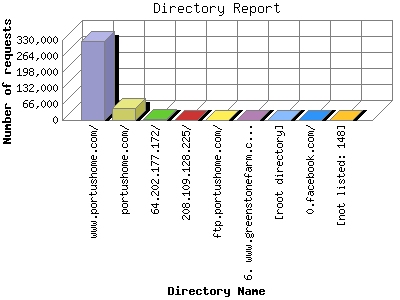 Directory Report
Number of requests
330,000
264,000
198,000
132,000
66,000
0
www.portushome.com/
portushome.com/
64.202.177.172/
208.109.128.225/
ftp.portushome.com/
6. www.greenstonefarm.c...
[root directory]
0.facebook.com/
[not listed: 148]
Directory Name